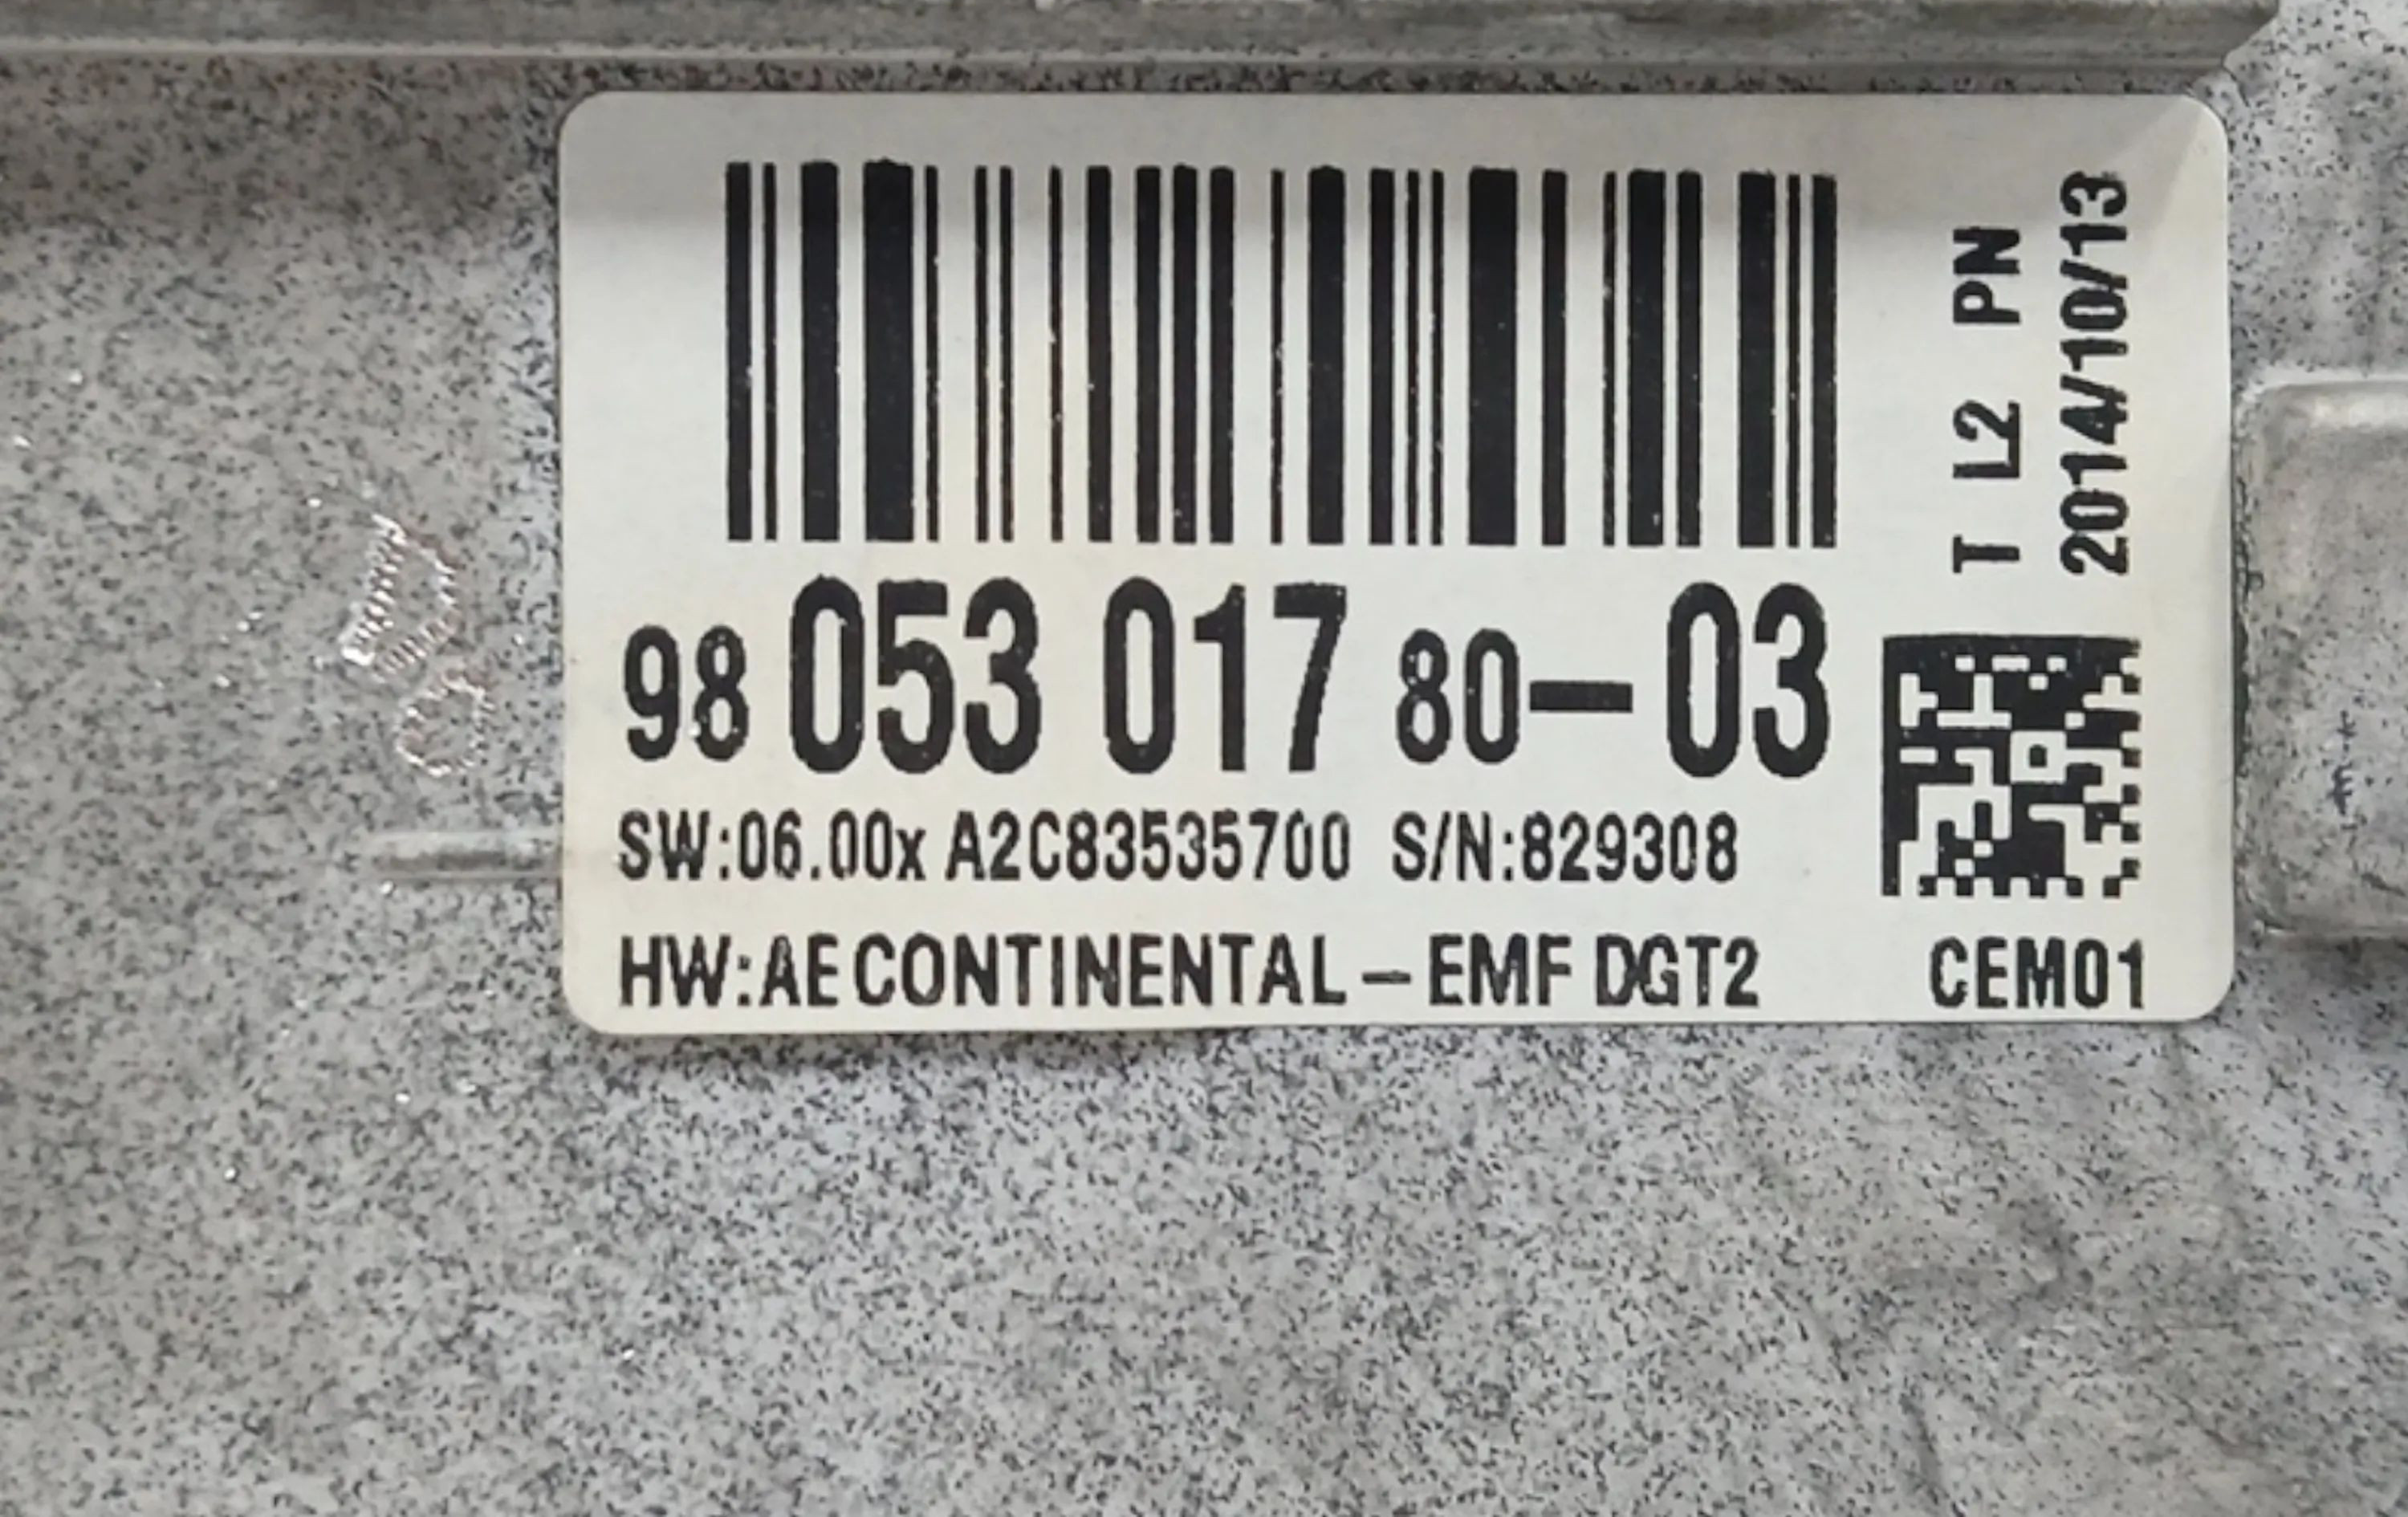 98 053 017 80-03
SW:06.00x A2C83535700 S/N:829308
HW:AE CONTINENTAL – EMF DGT2
T L2 PN
2014/10/13
CEM01